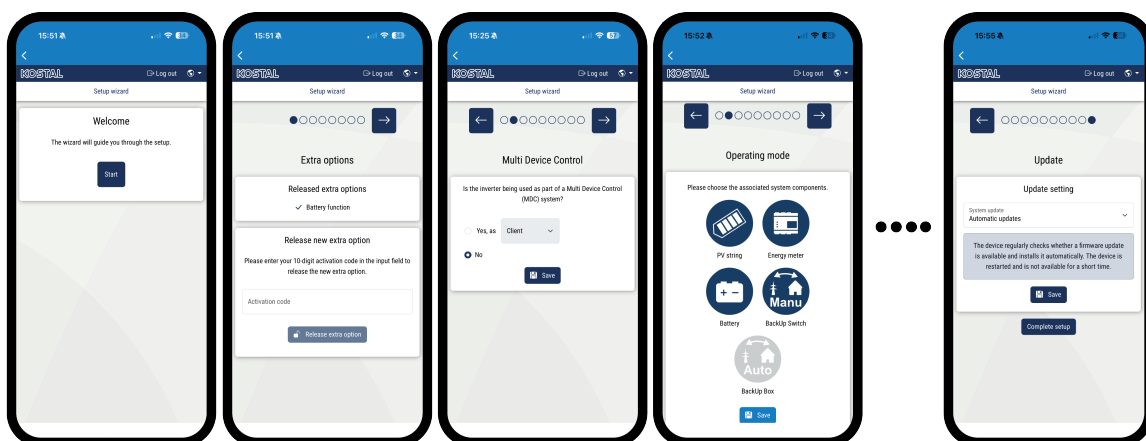 15:51
KOSTAL
Log out
Setup wizard
Welcome
The wizard will guide you through the setup.
Start
15:51
KOSTAL
Log out
Setup wizard
Extra options
Released extra options
Battery function
Release new extra option
Please enter your 10-digit activation code in the input field to
release the new extra option.
Activation code
Release extra option
15:25
KOSTAL
Log out
Setup wizard
Multi Device Control
Is the inverter being used as part of a Multi Device Control
(MDC) system?
Yes, as Client
No
Save
15:52
KOSTAL
Log out
Setup wizard
Operating mode
Please choose the associated system components.
PV string Energy meter
Manu
Battery BackUp Switch
Auto
BackUp Box
Save
15:55
KOSTAL
Log out
Setup wizard
Update
Update setting
System update
Automatic updates
The device regularly checks whether a firmware update
is available and installs it automatically. The device is
restarted and is not available for a short time.
Save
Complete setup